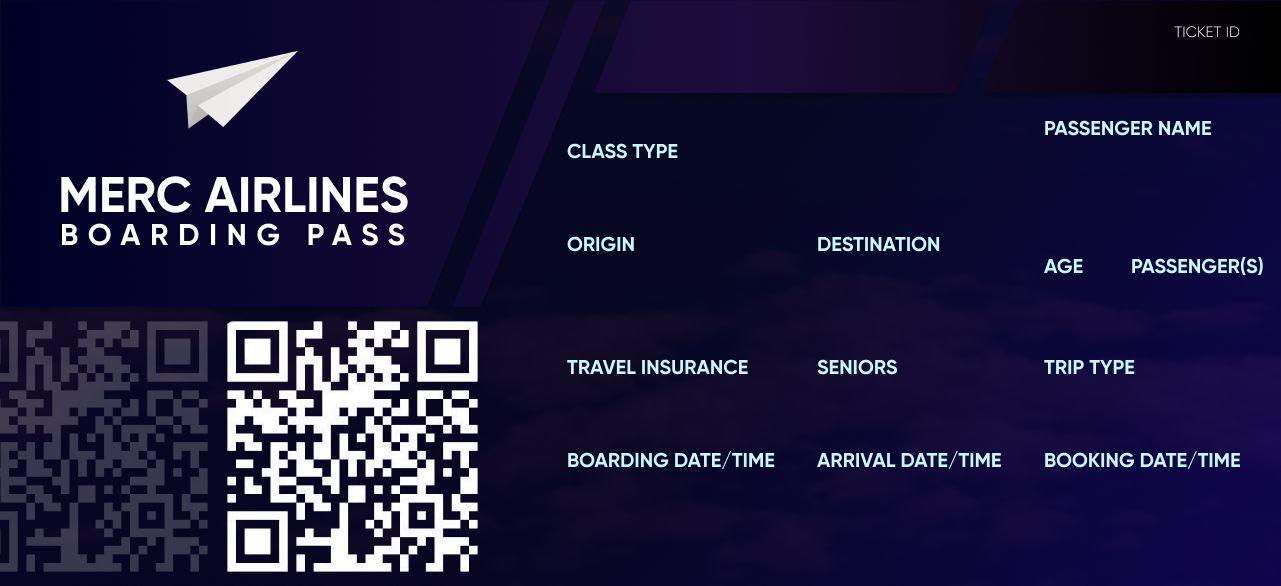 MERC AIRLINES
BOARDING PASS
TICKET ID
PASSENGER NAME
CLASS TYPE
ORIGIN
DESTINATION
AGE
PASSENGER(S)
TRAVEL INSURANCE
SENIORS
TRIP TYPE
BOARDING DATE/TIME
ARRIVAL DATE/TIME
BOOKING DATE/TIME